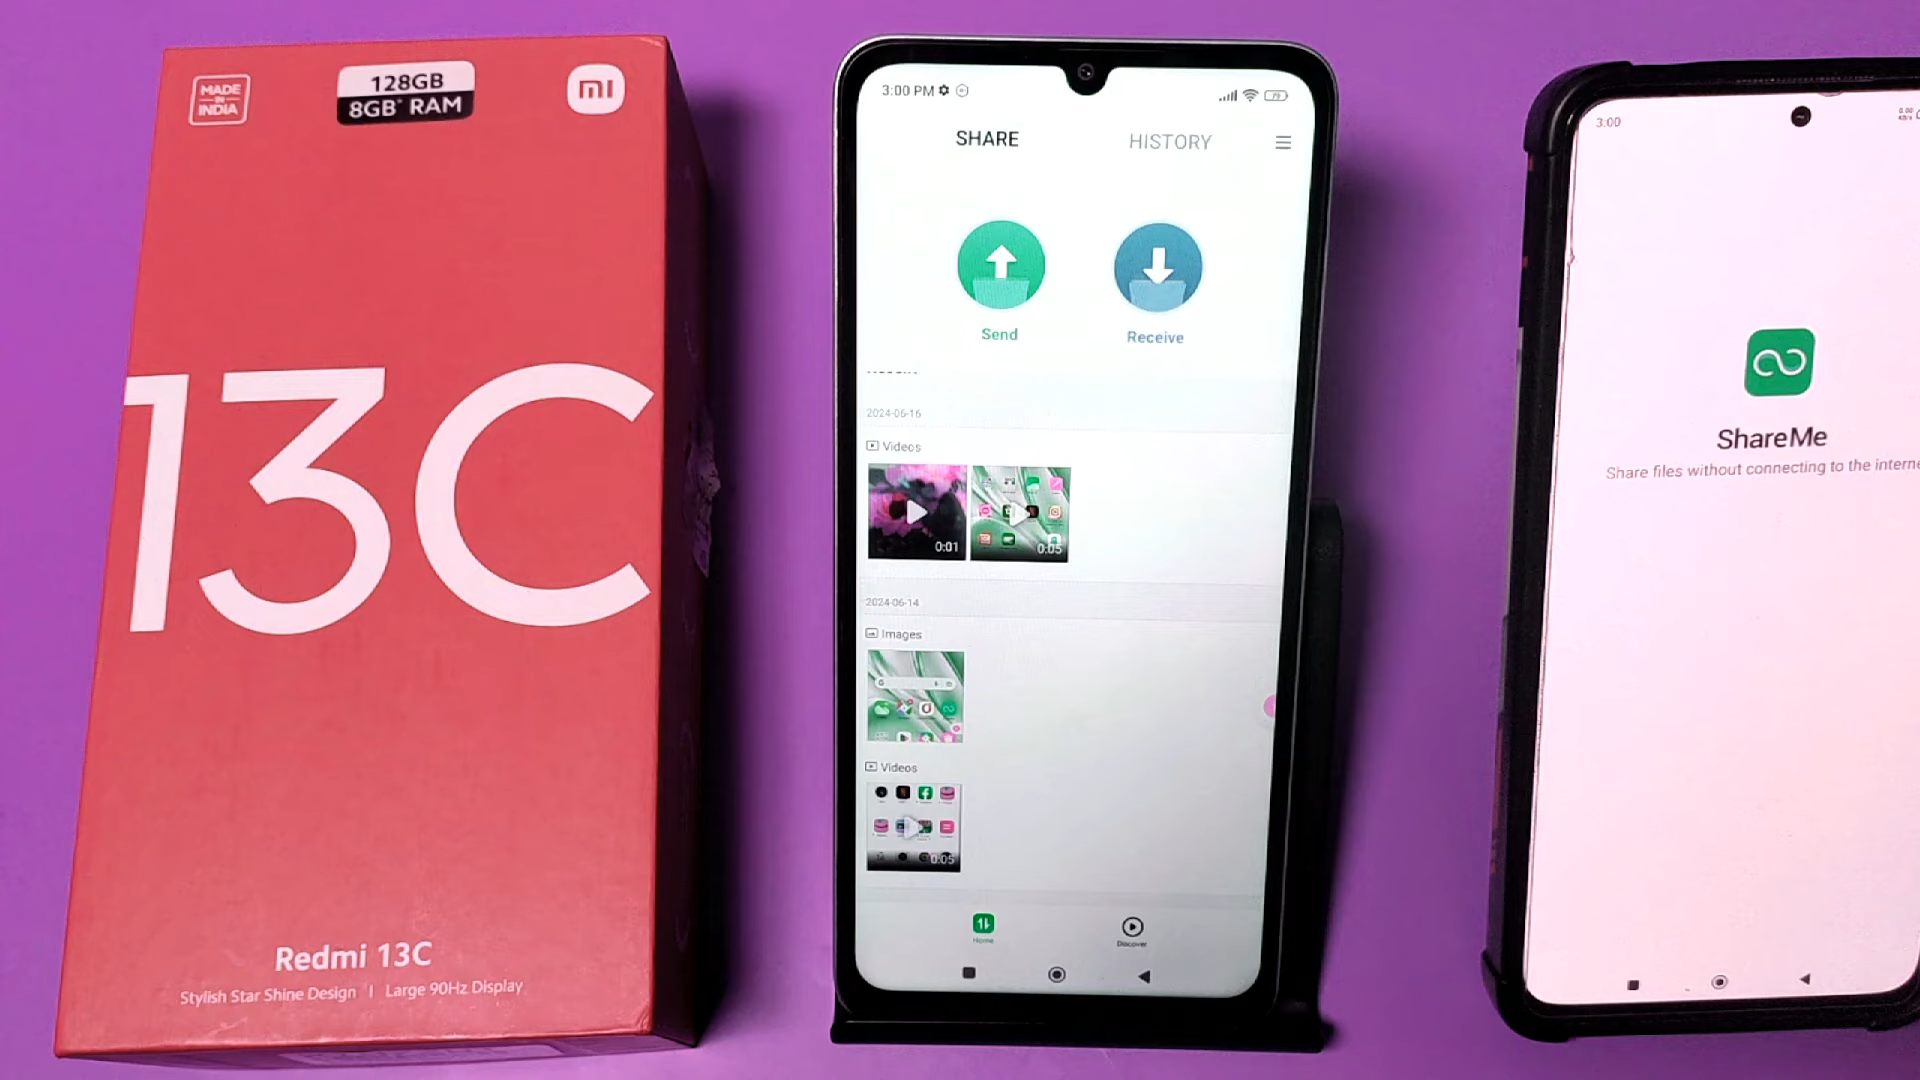 MADE
IN
INDIA
128GB
8GB* RAM
mi
13C
Redmi 13C
Stylish Star Shine Design | Large 90Hz Display
3:00 PM
79
SHARE
HISTORY
Send
Receive
2024-06-16
Videos
0:01
0:05
2024-06-14
Images
Videos
0:05
Home
Discover
3:00
ShareMe
Share files without connecting to the interne